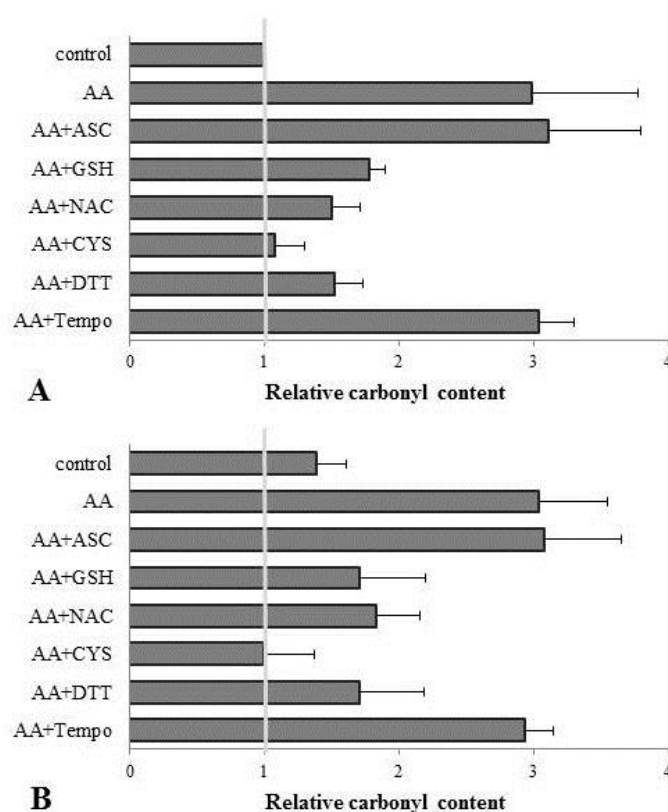 control
AA
AA+ASC
AA+GSH
AA+NAC
AA+CYS
AA+DTT
AA+Tempo
0 1 2 3 4
A Relative carbonyl content
control
AA
AA+ASC
AA+GSH
AA+NAC
AA+CYS
AA+DTT
AA+Tempo
0 1 2 3 4
B Relative carbonyl content